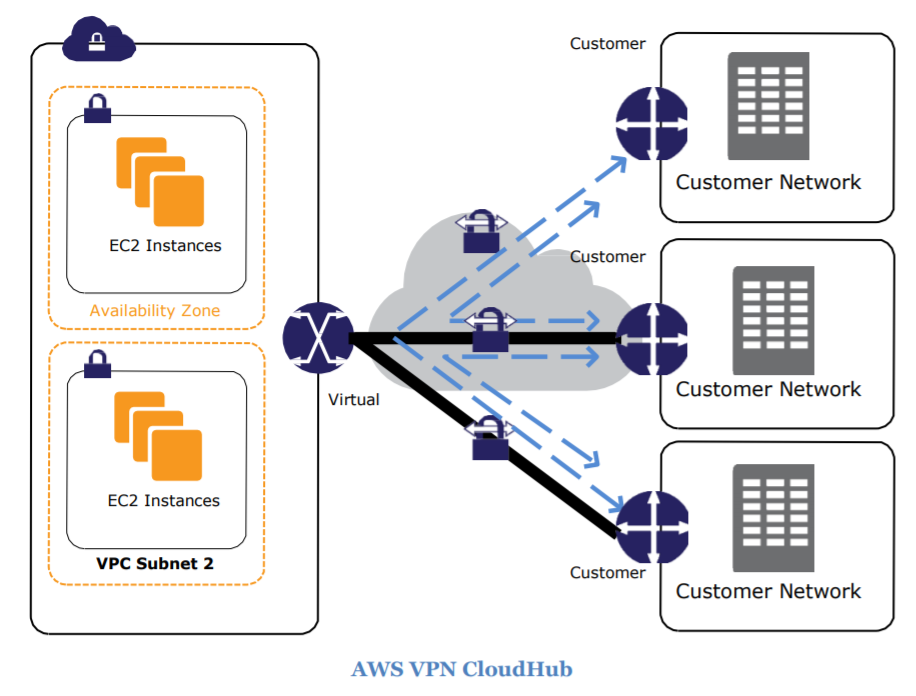 Customer
Customer Network
EC2 Instances
Availability Zone
Customer
Virtual
Customer Network
EC2 Instances
VPC Subnet 2
Customer
Customer Network
AWS VPN CloudHub